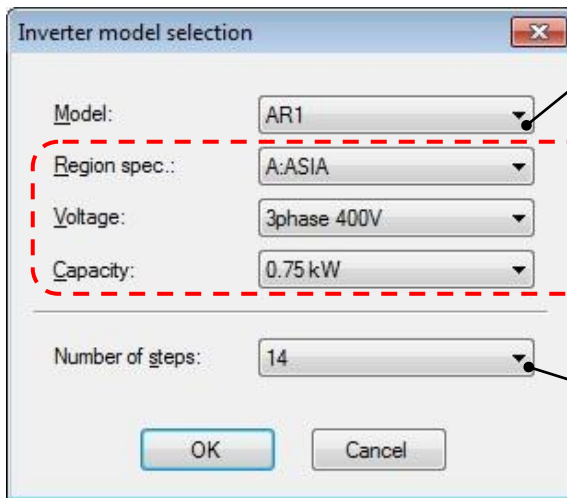 Inverter model selection
Model: AR1
Region spec.: A:ASIA
Voltage: 3phase 400V
Capacity: 0.75 kW
Number of steps: 14
OK Cancel